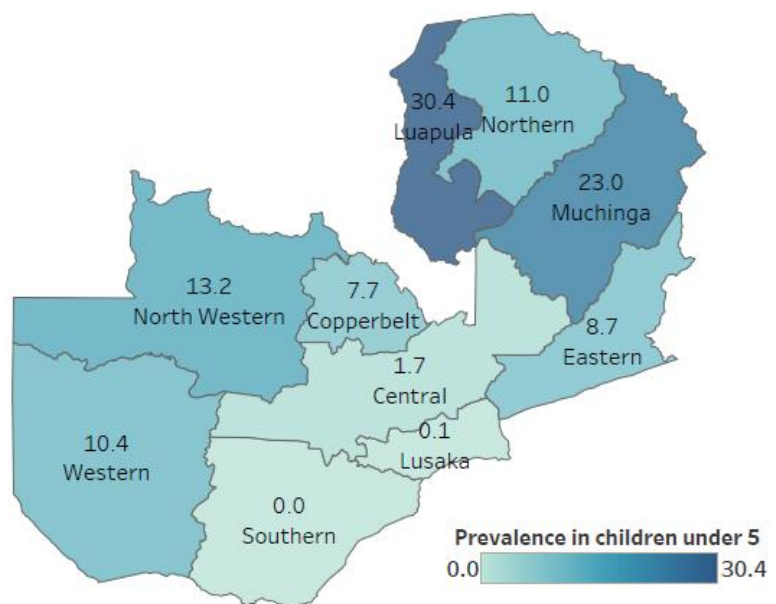 30.4
Luapula
11.0
Northern
23.0
Muchinga
13.2
North Western
7.7
Copperbelt
8.7
Eastern
1.7
Central
10.4
Western
0.1
Lusaka
0.0
Southern
Prevalence in children under 5
0.0 30.4